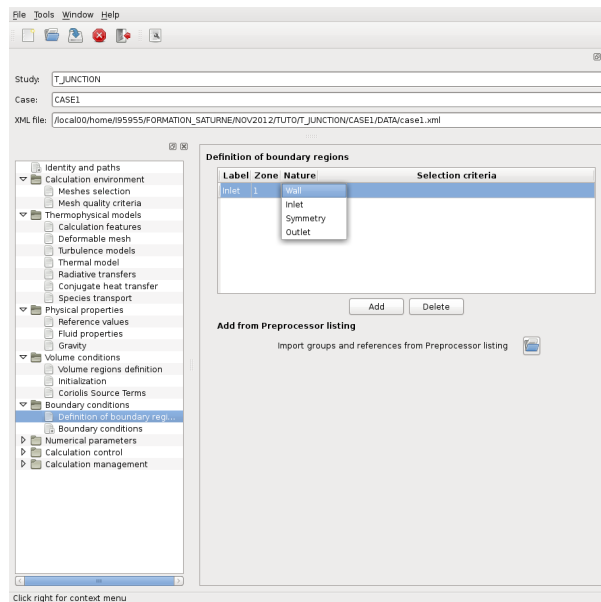 File Tools Window Help
Study: T_JUNCTION
Case: CASE1
XML file: /local00/home/I95955/FORMATION_SATURNE/NOV2012/TUTO/T_JUNCTION/CASE1/DATA/case1.xml
Identity and paths
Calculation environment
Meshes selection
Mesh quality criteria
Thermophysical models
Calculation features
Deformable mesh
Turbulence models
Thermal model
Radiative transfers
Conjugate heat transfer
Species transport
Physical properties
Reference values
Fluid properties
Gravity
Volume conditions
Volume regions definition
Initialization
Coriolis Source Terms
Boundary conditions
Definition of boundary regi...
Boundary conditions
Numerical parameters
Calculation control
Calculation management
Definition of boundary regions
Label Zone Nature Selection criteria
Inlet 1 Wall
Inlet
Symmetry
Outlet
Add Delete
Add from Preprocessor listing
Import groups and references from Preprocessor listing
Click right for context menu